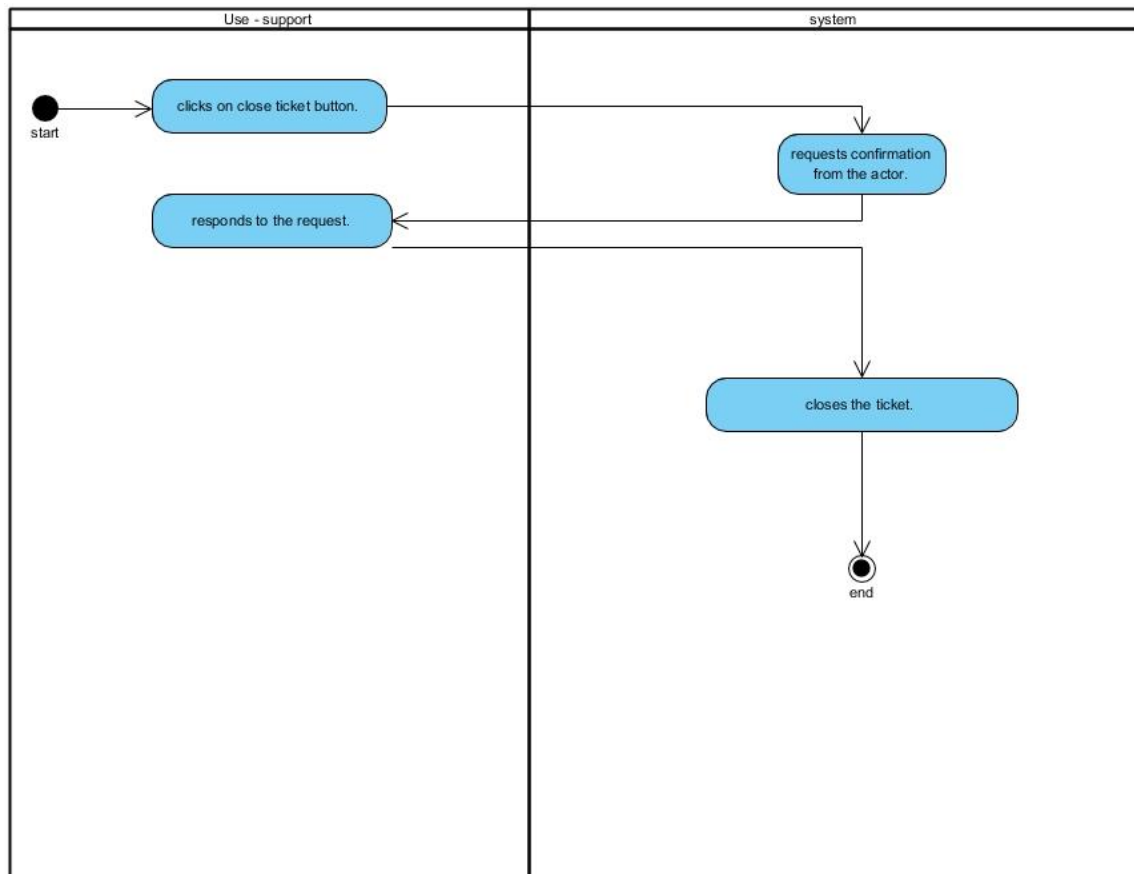 Use - support
system
clicks on close ticket button.
start
requests confirmation
from the actor.
responds to the request.
closes the ticket.
end